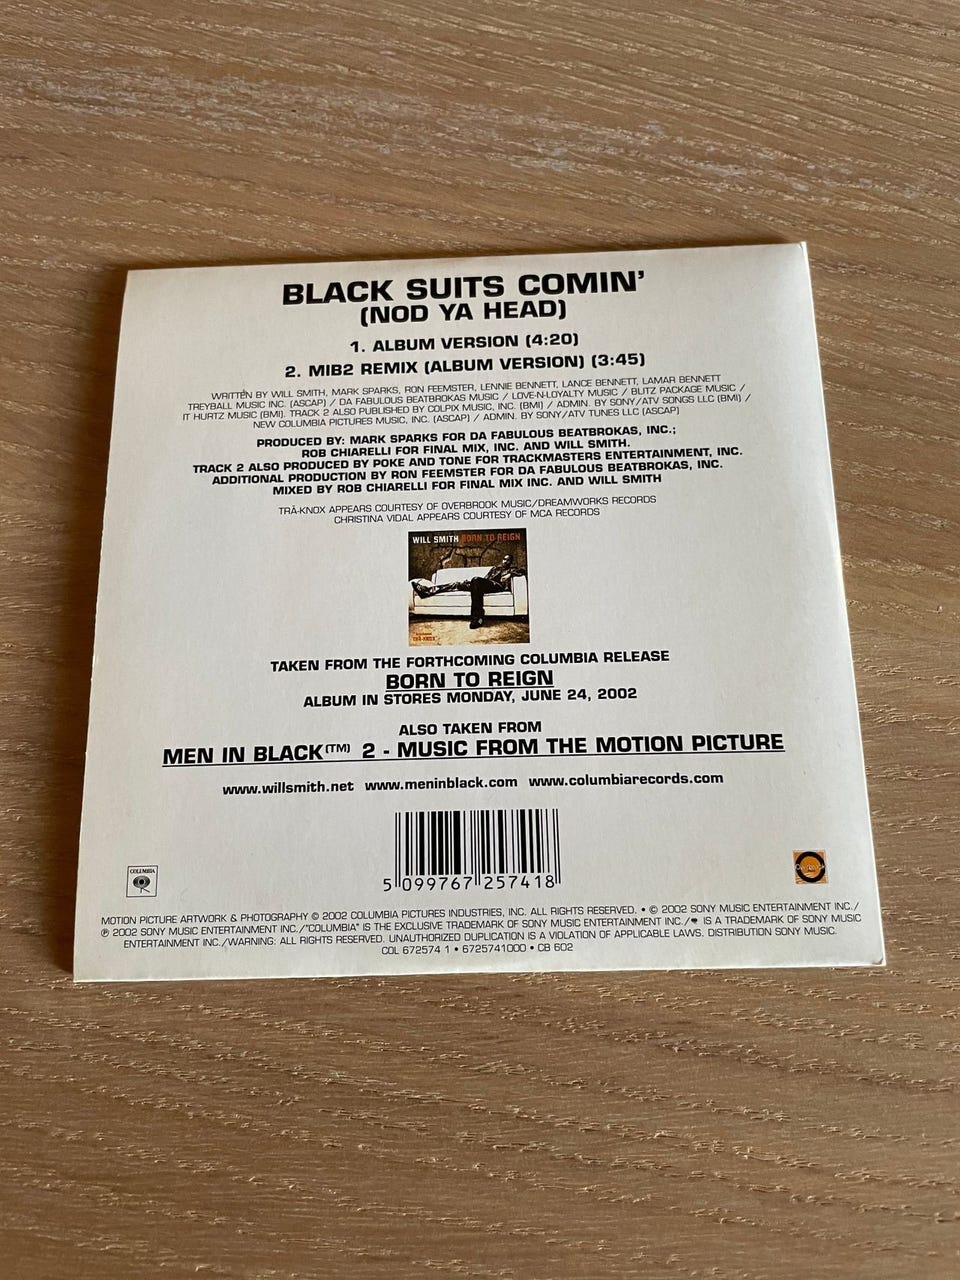 BLACK SUITS COMIN'
(NOD YA HEAD)
1. ALBUM VERSION (4:20)
2. MIB2 REMIX (ALBUM VERSION) (3:45)
WRITTEN BY WILL SMITH, MARK SPARKS, RON FEEMSTER, LENNIE BENNETT, LANCE BENNETT, LAMAR BENNETT
TREYBALL MUSIC INC. (ASCAP) / DA FABULOUS BEATBROKAS MUSIC / LOVE-N-LOYALTY MUSIC / BLITZ PACKAGE MUSIC /
IT HURTZ MUSIC (BMI). TRACK 2 ALSO PUBLISHED BY COLPIX MUSIC, INC. (BMI) / ADMIN. BY SONY/ATV SONGS LLC (BMI) /
NEW COLUMBIA PICTURES MUSIC, INC. (ASCAP) / ADMIN. BY SONY/ATV TUNES LLC (ASCAP)
PRODUCED BY: MARK SPARKS FOR DA FABULOUS BEATBROKAS, INC.;
ROB CHIARELLI FOR FINAL MIX, INC. AND WILL SMITH.
TRACK 2 ALSO PRODUCED BY POKE AND TONE FOR TRACKMASTERS ENTERTAINMENT, INC.
ADDITIONAL PRODUCTION BY RON FEEMSTER FOR DA FABULOUS BEATBROKAS, INC.
MIXED BY ROB CHIARELLI FOR FINAL MIX INC. AND WILL SMITH
TRÄ-KNOX APPEARS COURTESY OF OVERBROOK MUSIC/DREAMWORKS RECORDS
CHRISTINA VIDAL APPEARS COURTESY OF MCA RECORDS
WILL SMITH BORN TO REIGN
TRÄ-KNOX
TAKEN FROM THE FORTHCOMING COLUMBIA RELEASE
BORN TO REIGN
ALBUM IN STORES MONDAY, JUNE 24, 2002
ALSO TAKEN FROM
MEN IN BLACK(TM) 2 - MUSIC FROM THE MOTION PICTURE
www.willsmith.net www.meninblack.com www.columbiarecords.com
5 099767 257418
COLUMBIA
MOTION PICTURE ARTWORK & PHOTOGRAPHY © 2002 COLUMBIA PICTURES INDUSTRIES, INC. ALL RIGHTS RESERVED. • © 2002 SONY MUSIC ENTERTAINMENT INC./
℗ 2002 SONY MUSIC ENTERTAINMENT INC./"COLUMBIA" IS THE EXCLUSIVE TRADEMARK OF SONY MUSIC ENTERTAINMENT INC./ IS A TRADEMARK OF SONY MUSIC
ENTERTAINMENT INC./WARNING: ALL RIGHTS RESERVED. UNAUTHORIZED DUPLICATION IS A VIOLATION OF APPLICABLE LAWS. DISTRIBUTION SONY MUSIC.
COL 672574 1 • 6725741000 • CB 602